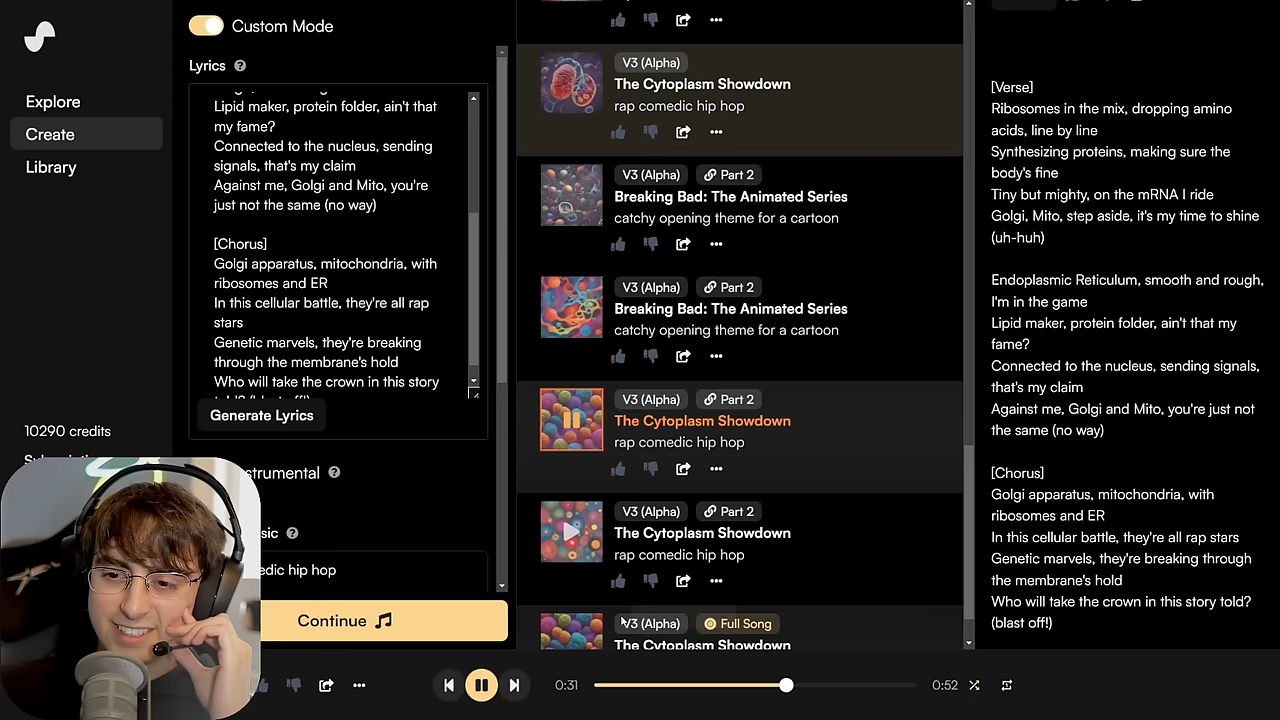 Explore
Create
Library
10290 credits
Custom Mode
Lyrics
Lipid maker, protein folder, ain't that
my fame?
Connected to the nucleus, sending
signals, that's my claim
Against me, Golgi and Mito, you're
just not the same (no way)
[Chorus]
Golgi apparatus, mitochondria, with
ribosomes and ER
In this cellular battle, they're all rap
stars
Genetic marvels, they're breaking
through the membrane's hold
Who will take the crown in this story
Generate Lyrics
hip hop
Continue
V3 (Alpha)
The Cytoplasm Showdown
rap comedic hip hop
V3 (Alpha) Part 2
Breaking Bad: The Animated Series
catchy opening theme for a cartoon
V3 (Alpha) Part 2
Breaking Bad: The Animated Series
catchy opening theme for a cartoon
V3 (Alpha) Part 2
The Cytoplasm Showdown
rap comedic hip hop
V3 (Alpha) Part 2
The Cytoplasm Showdown
rap comedic hip hop
V3 (Alpha) Full Song
The Cytoplasm Showdown
[Verse]
Ribosomes in the mix, dropping amino
acids, line by line
Synthesizing proteins, making sure the
body's fine
Tiny but mighty, on the mRNA I ride
Golgi, Mito, step aside, it's my time to shine
(uh-huh)
Endoplasmic Reticulum, smooth and rough,
I'm in the game
Lipid maker, protein folder, ain't that my
fame?
Connected to the nucleus, sending signals,
that's my claim
Against me, Golgi and Mito, you're just not
the same (no way)
[Chorus]
Golgi apparatus, mitochondria, with
ribosomes and ER
In this cellular battle, they're all rap stars
Genetic marvels, they're breaking through
the membrane's hold
Who will take the crown in this story told?
(blast off!)
0:31
0:52